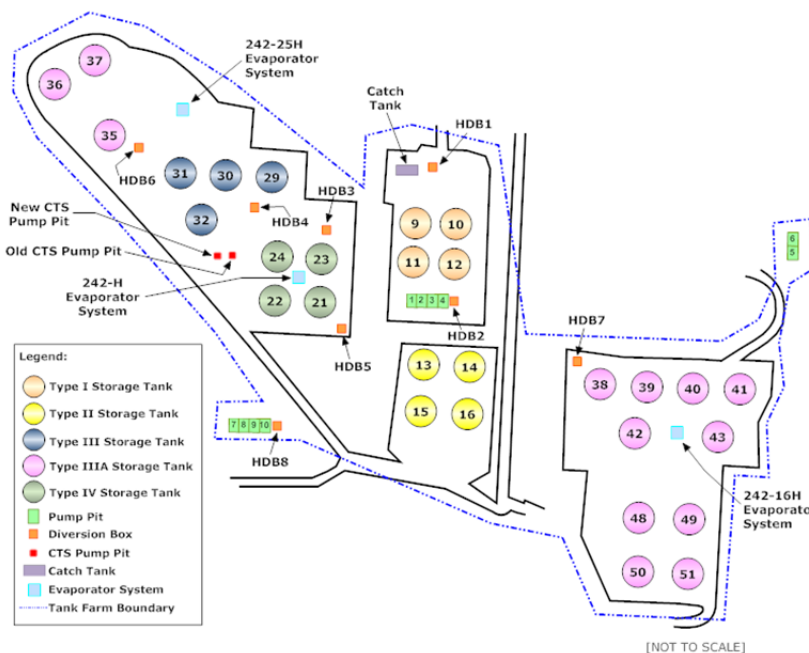 242-25H
Evaporator
System
37
36
35
HDB6
31
30
29
32
HDB4
HDB3
New CTS
Pump Pit
Old CTS Pump Pit
242-H
Evaporator
System
24
23
22
21
HDB5
Catch
Tank
HDB1
9
10
11
12
1 2 3 4
HDB2
13
14
15
16
7 8 9 10
HDB8
6
5
HDB7
38
39
40
41
42
43
242-16H
Evaporator
System
48
49
50
51
Legend:
Type I Storage Tank
Type II Storage Tank
Type III Storage Tank
Type IIIA Storage Tank
Type IV Storage Tank
Pump Pit
Diversion Box
CTS Pump Pit
Catch Tank
Evaporator System
Tank Farm Boundary
[NOT TO SCALE]